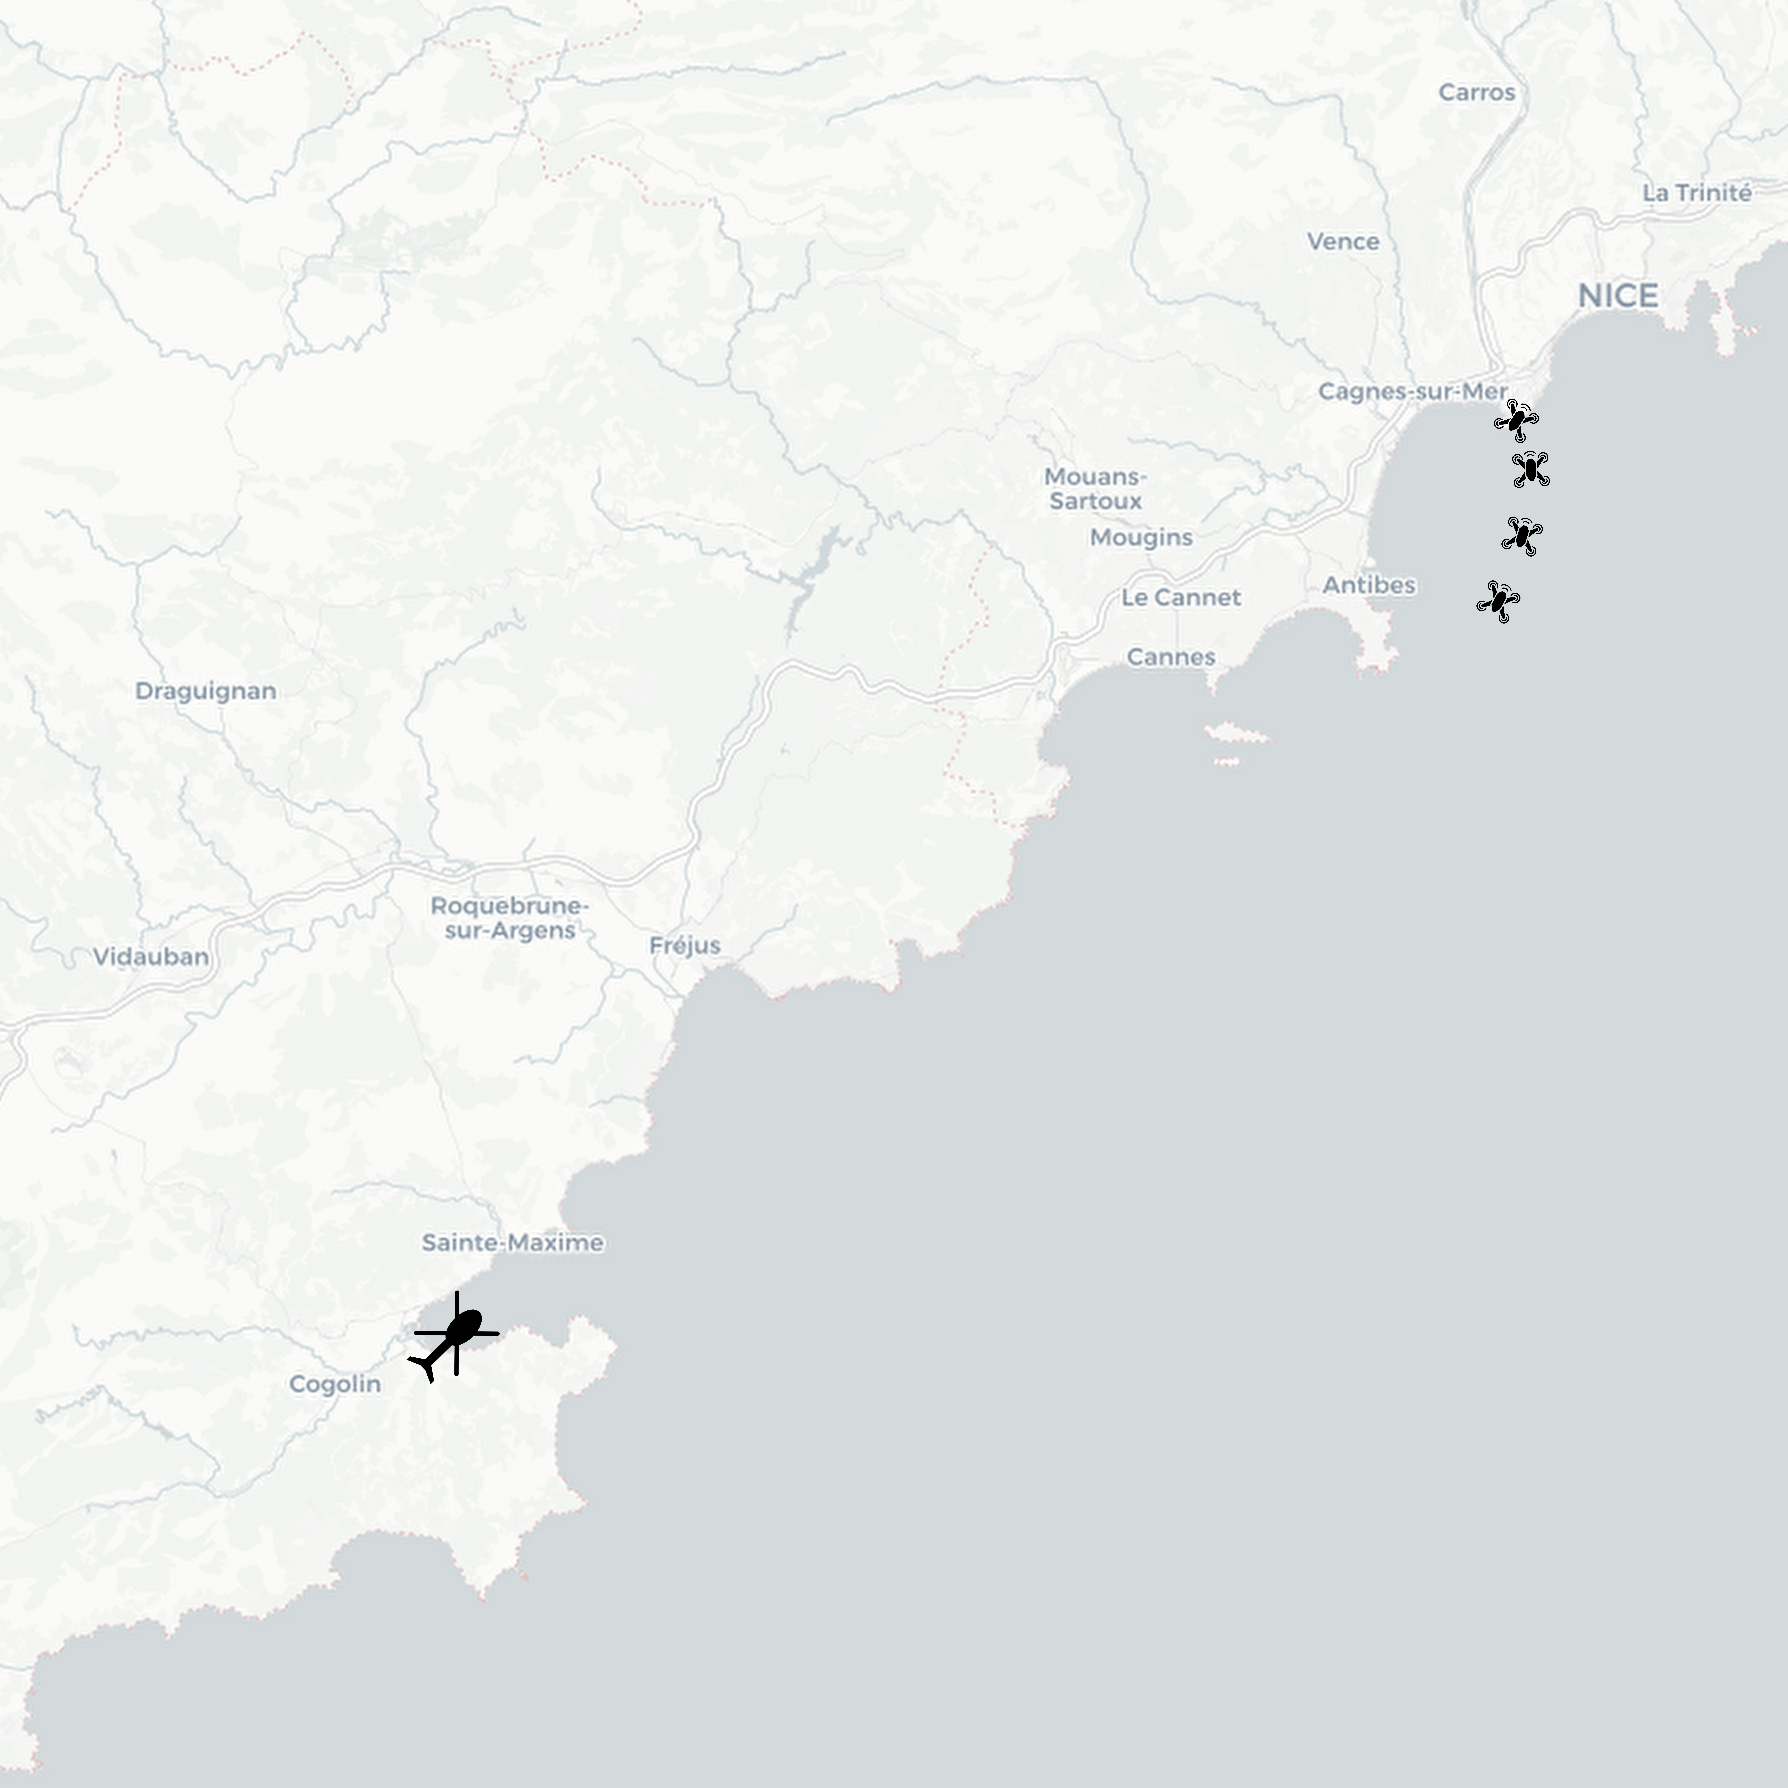 Carros
La Trinité
Vence
NICE
Cagnes-sur-Mer
Mouans-
Sartoux
Mougins
Antibes
Le Cannet
Cannes
Draguignan
Roquebrune-
sur-Argens
Fréjus
Vidauban
Sainte-Maxime
Cogolin